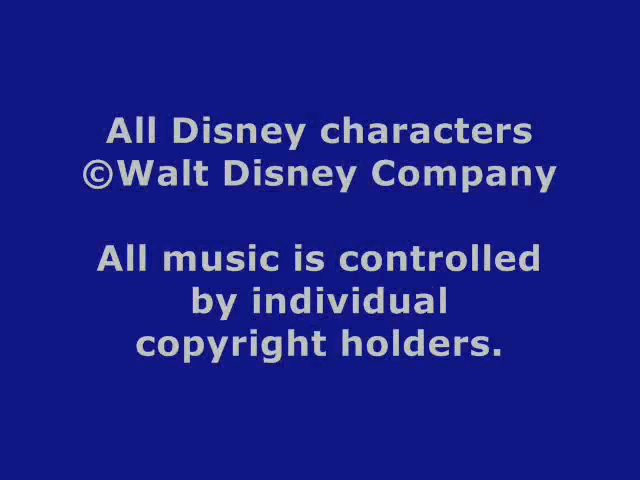 All Disney characters
©Walt Disney Company
All music is controlled
by individual
copyright holders.